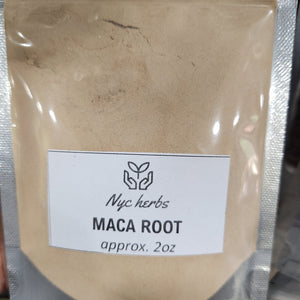 Nyc herbs
MACA ROOT
approx. 2oz